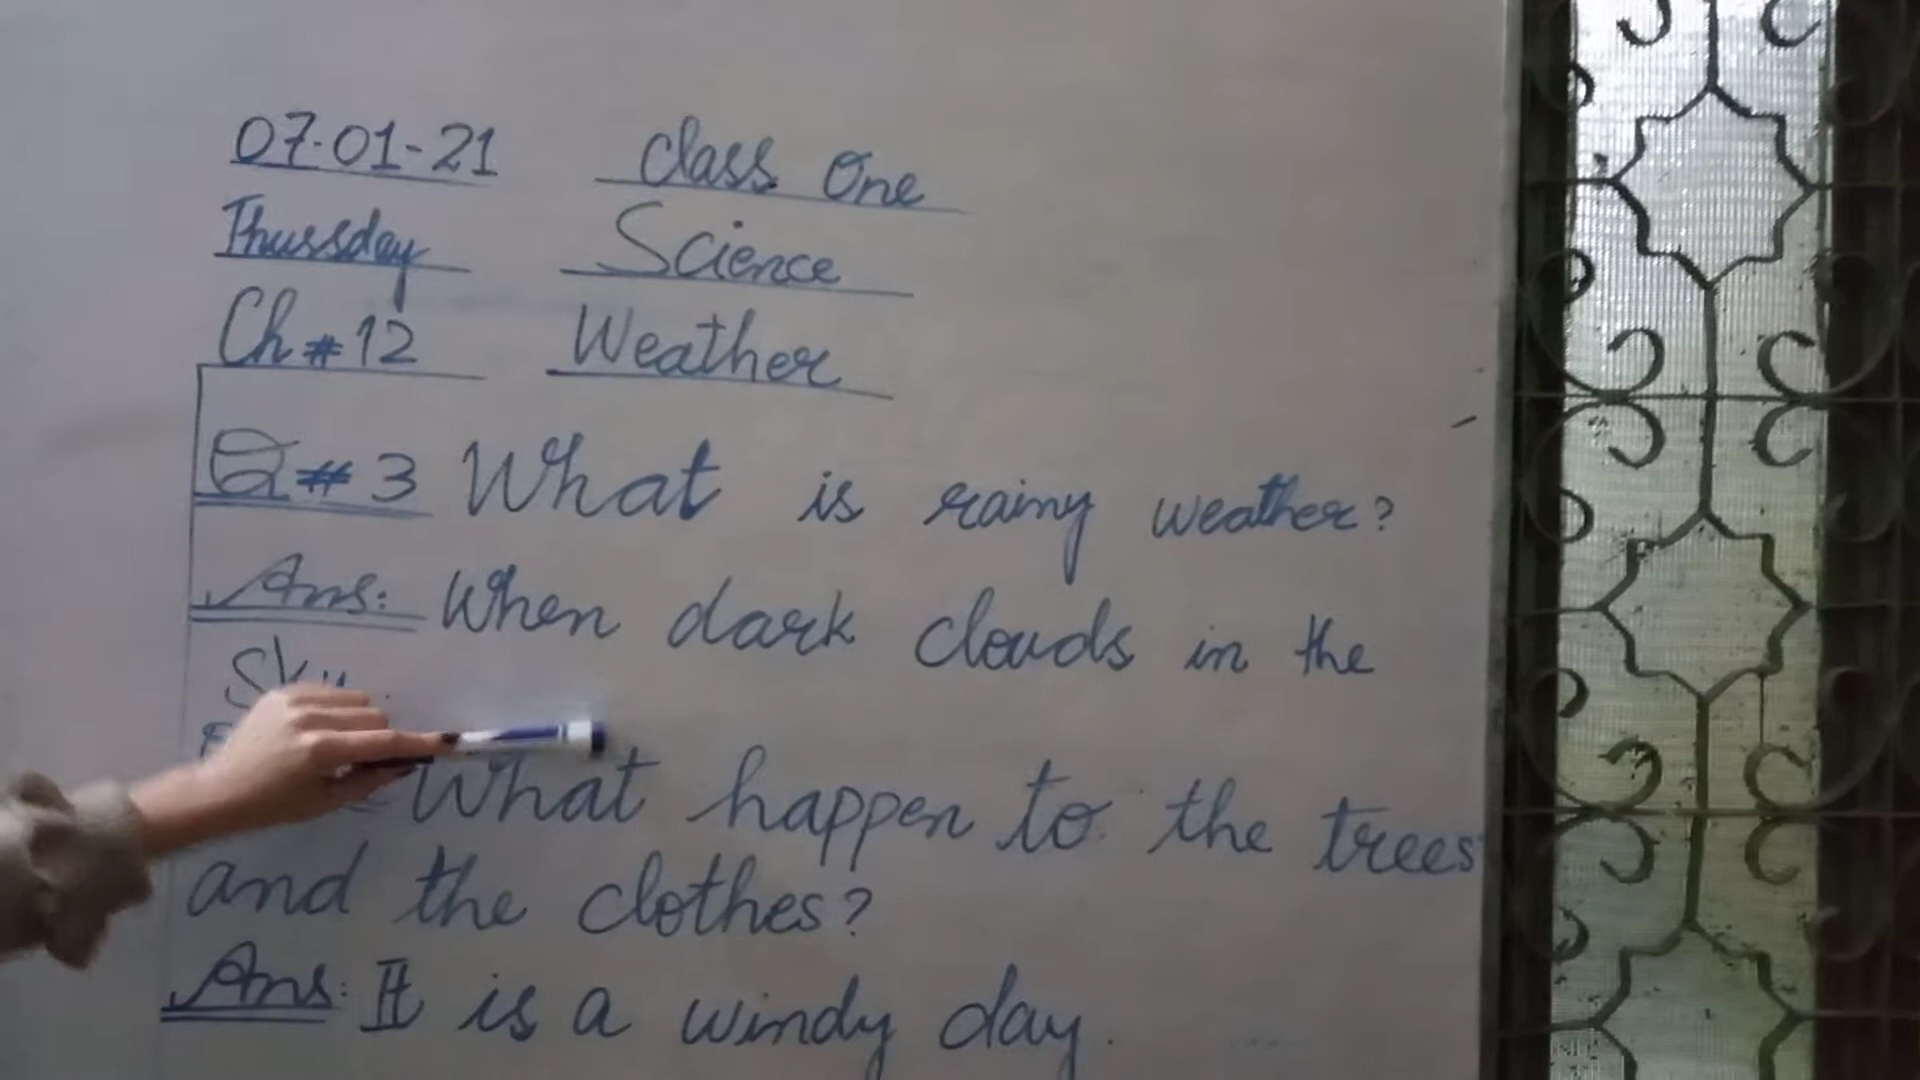 07-01-21 Class One
Thursday Science
Ch # 12 Weather
Q # 3 What is rainy weather?
Ans: When dark clouds in the
Sky
What happen to the trees
and the clothes?
Ans: It is a windy day.